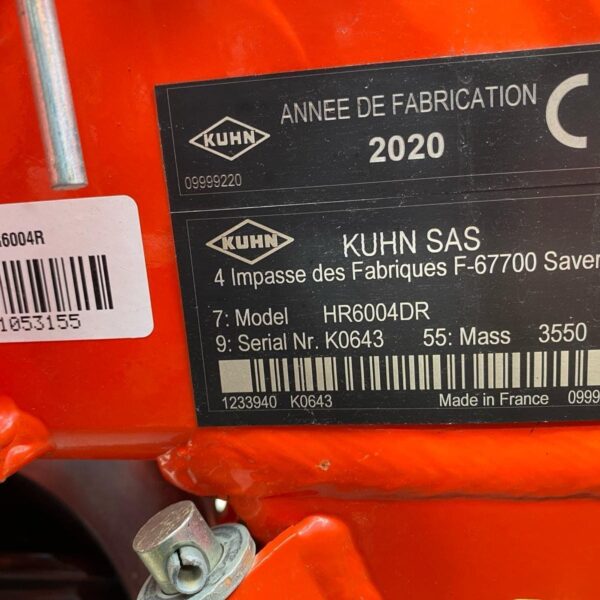 6004R
1053155
KUHN
ANNEE DE FABRICATION
2020
09999220
KUHN
KUHN SAS
4 Impasse des Fabriques F-67700 Saver
7: Model HR6004DR
9: Serial Nr. K0643 55: Mass 3550
1233940 K0643 Made in France 0999